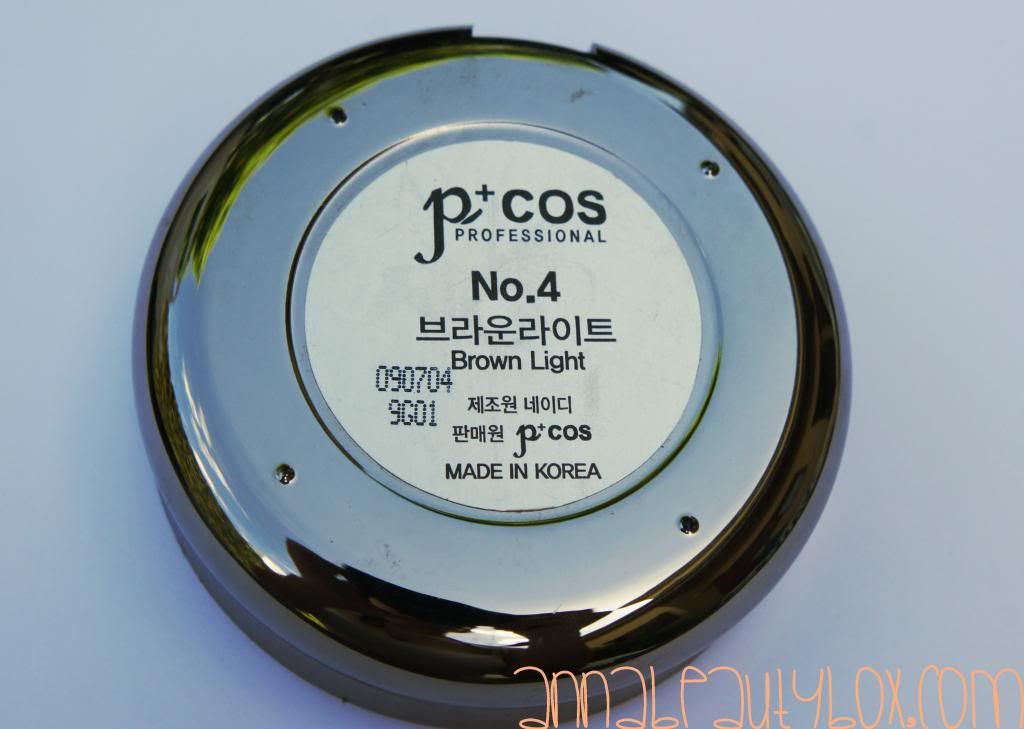 p+cos
PROFESSIONAL
No.4
브라운라이트
Brown Light
090704
9G01
제조원 네이디
판매원 p+cos
MADE IN KOREA
annabeautybox.com